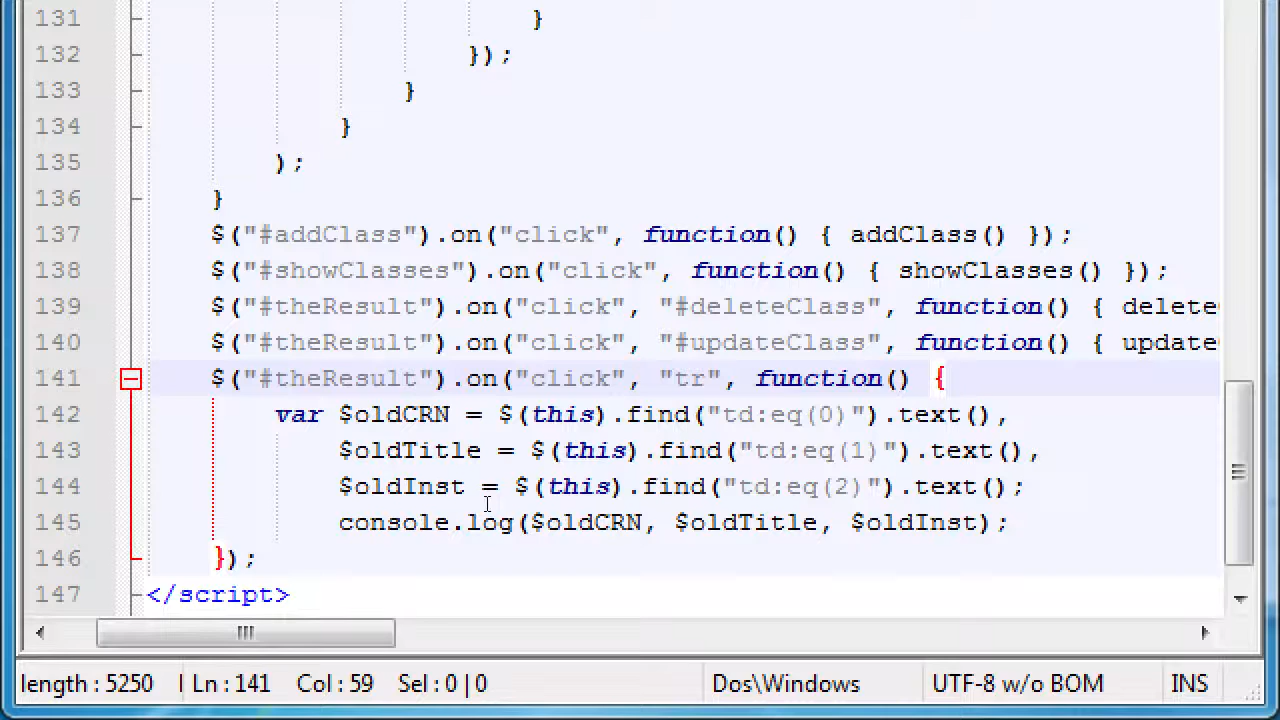 131 }
132 });
133 }
134 }
135 );
136 }
137 $("#addClass").on("click", function() { addClass() });
138 $("#showClasses").on("click", function() { showClasses() });
139 $("#theResult").on("click", "#deleteClass", function() { delete
140 $("#theResult").on("click", "#updateClass", function() { update
141 $("#theResult").on("click", "tr", function() {
142 var $oldCRN = $(this).find("td:eq(0)").text(),
143 $oldTitle = $(this).find("td:eq(1)").text(),
144 $oldInst = $(this).find("td:eq(2)").text();
145 console.log($oldCRN, $oldTitle, $oldInst);
146 });
147 </script>
length : 5250 Ln : 141 Col : 59 Sel : 0 | 0 Dos\Windows UTF-8 w/o BOM INS